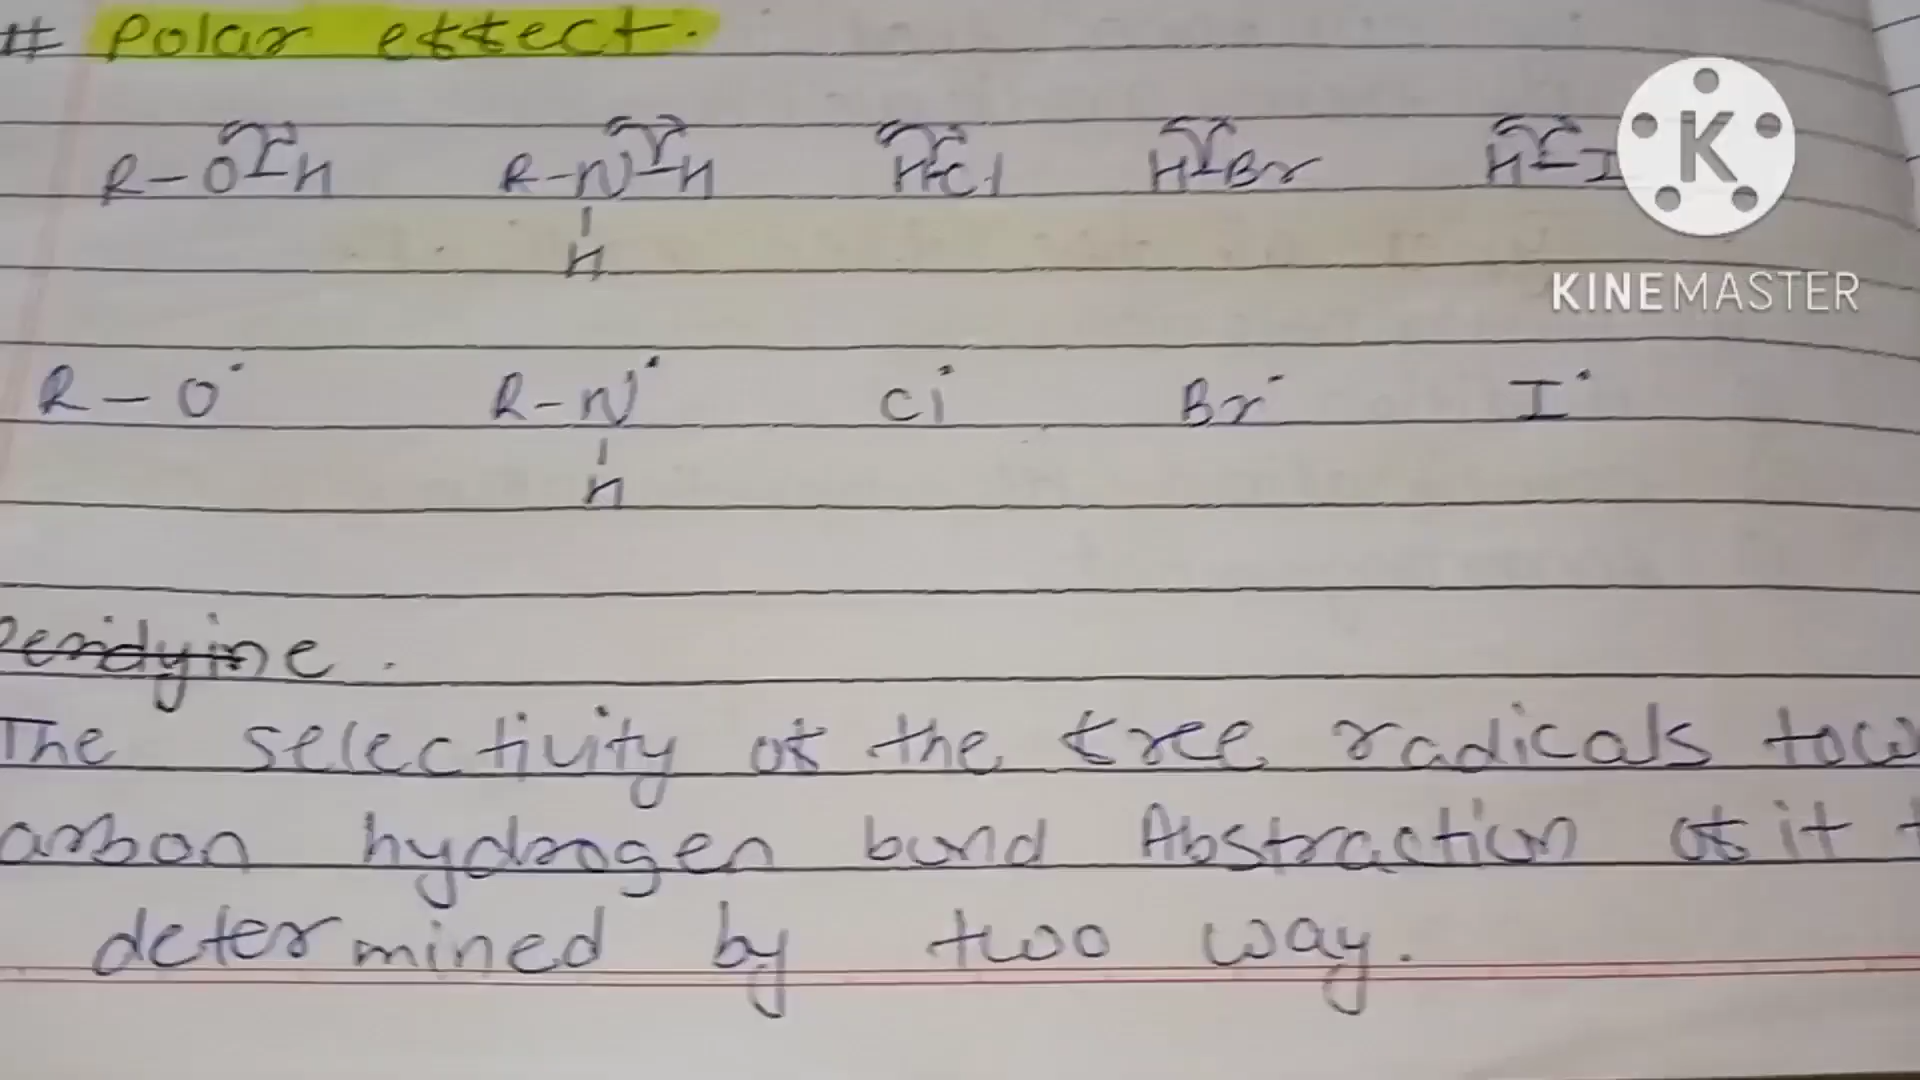 # Polar effect.
R-O-H R-N-H H-Cl H-Br H-I
H
K
KINEMASTER
R-O• R-N• Cl• Br• I•
H
The selectivity of the free radicals tow
arbon hydrogen bond Abstraction of it t
determined by two way.